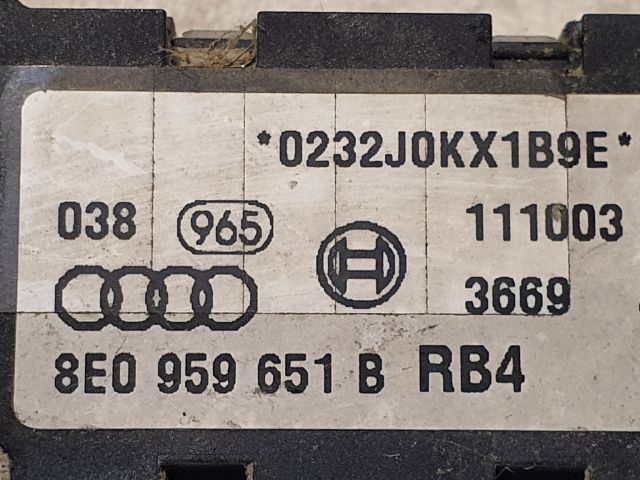 *0232J0KX1B9E*
038 965 111003
3669
8E0 959 651 B RB4